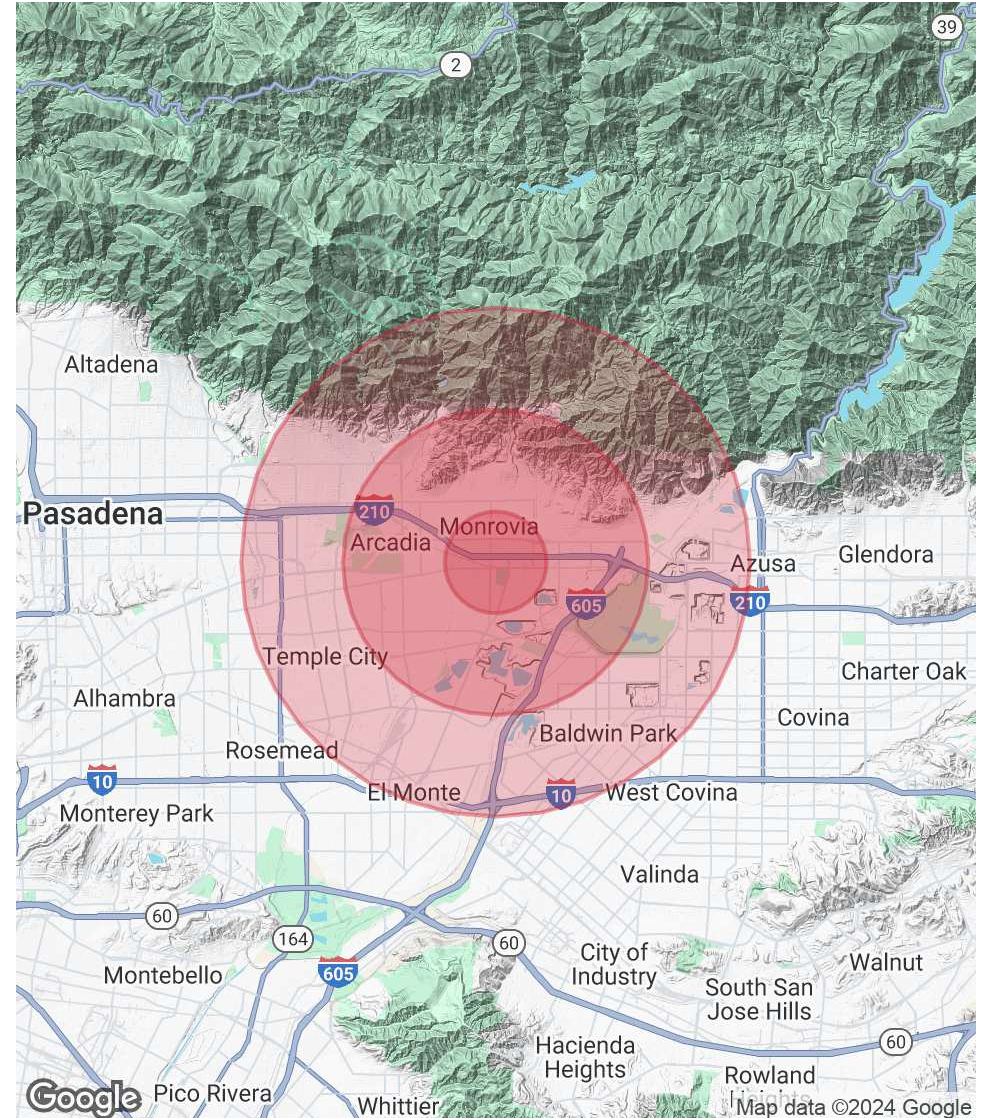 39
2
Altadena
Pasadena
210
Monrovia
Arcadia
Azusa
Glendora
605
210
Temple City
Charter Oak
Alhambra
Covina
Baldwin Park
Rosemead
10
El Monte
10
West Covina
Monterey Park
Valinda
60
164
60
City of
Industry
Walnut
Montebello
605
South San
Jose Hills
60
Hacienda
Heights
Rowland
Heights
Google
Pico Rivera
Whittier
Map data ©2024 Google